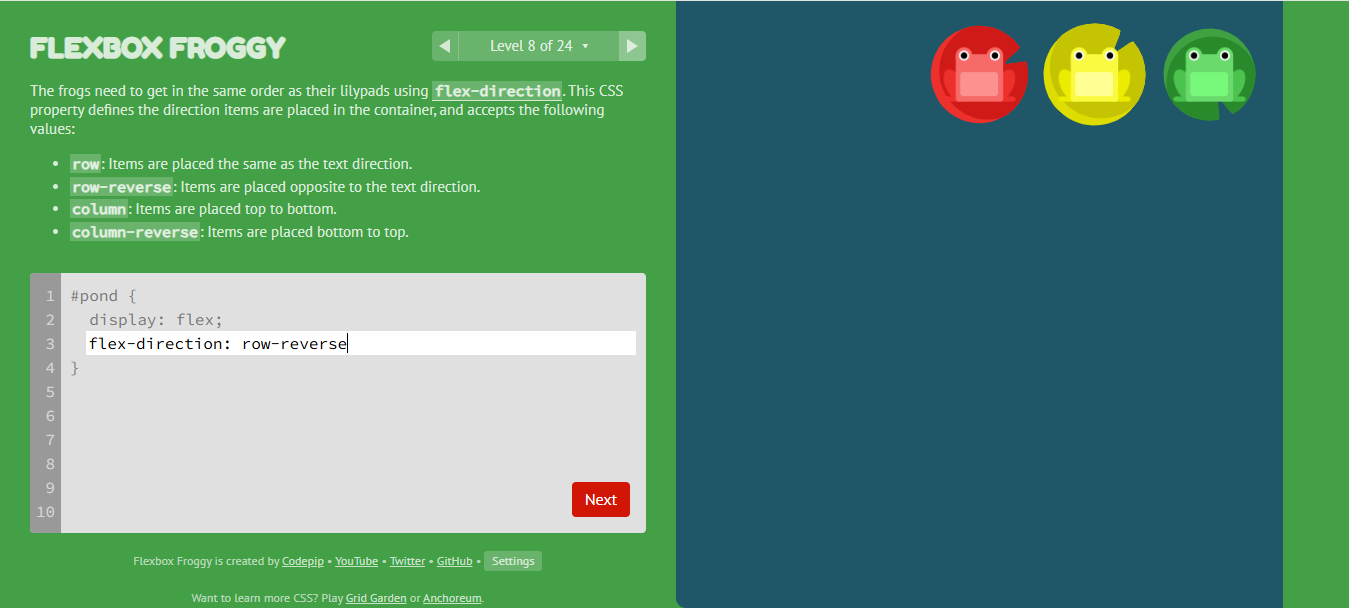 FLEXBOX FROGGY
Level 8 of 24
The frogs need to get in the same order as their lilypads using flex-direction. This CSS
property defines the direction items are placed in the container, and accepts the following
values:
• row: Items are placed the same as the text direction.
• row-reverse: Items are placed opposite to the text direction.
• column: Items are placed top to bottom.
• column-reverse: Items are placed bottom to top.
1 #pond {
2 display: flex;
3 flex-direction: row-reverse
4 }
5
6
7
8
9
10
Next
Flexbox Froggy is created by Codepip • YouTube • Twitter • GitHub • Settings
Want to learn more CSS? Play Grid Garden or Anchoreum.